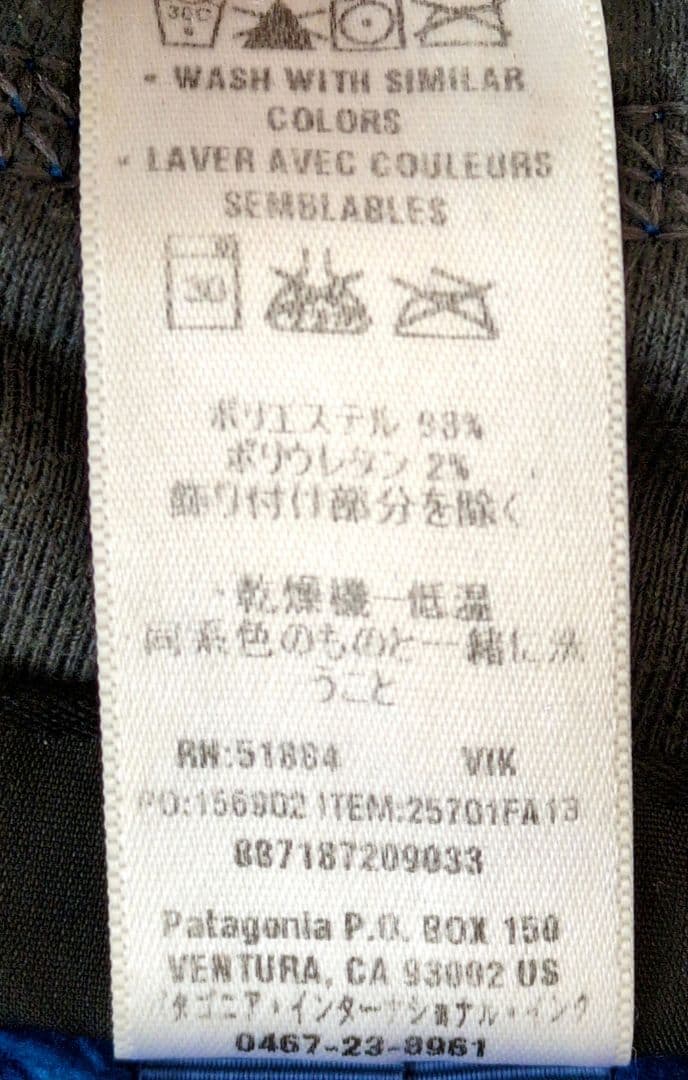 30C
• WASH WITH SIMILAR
COLORS
• LAVER AVEC COULEURS
SEMBLABLES
30
ポリエステル 98%
ポリウレタン 2%
飾り付け部分を除く
・乾燥機ー低温
同系色のものと一緒に洗
うこと
RN:51884 VIK
PO:156902 ITEM:25701FA13
887187209033
Patagonia P.O. BOX 150
VENTURA, CA 93002 US
パタゴニア・インターナショナル・インク
0467-23-8961